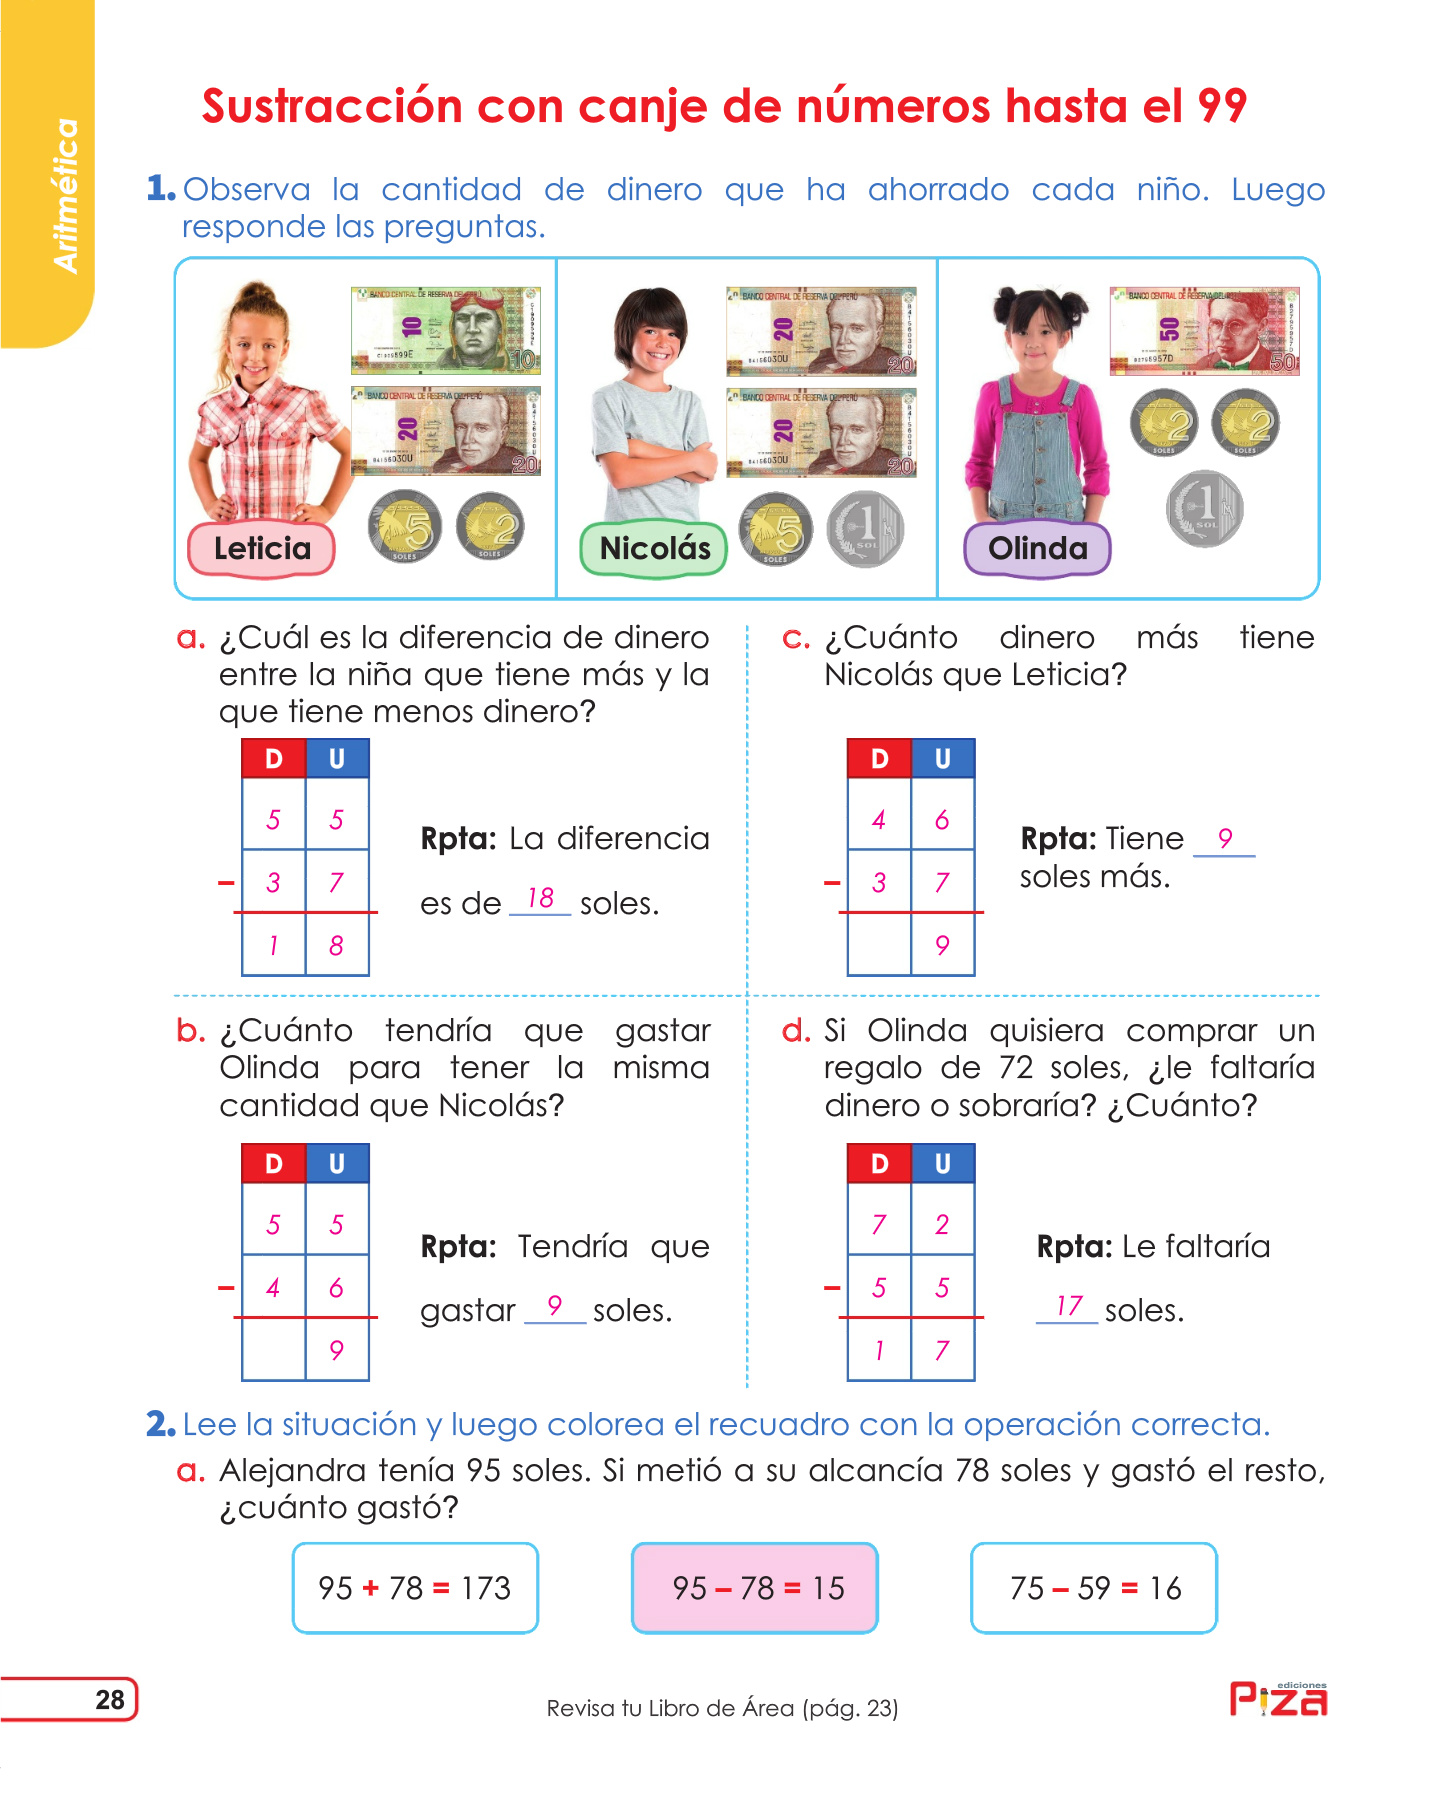 Aritmética
Sustracción con canje de números hasta el 99
1. Observa la cantidad de dinero que ha ahorrado cada niño. Luego
responde las preguntas.
BANCO CENTRAL DE RESERVA DEL PERÚ
10
10
BANCO CENTRAL DE RESERVA DEL PERÚ
20
20
5
SOLES
2
SOLES
Leticia
BANCO CENTRAL DE RESERVA DEL PERÚ
20
20
BANCO CENTRAL DE RESERVA DEL PERÚ
20
20
5
SOLES
1
SOL
Nicolás
BANCO CENTRAL DE RESERVA DEL PERÚ
50
50
2
SOLES
2
SOLES
1
SOL
Olinda
a. ¿Cuál es la diferencia de dinero
entre la niña que tiene más y la
que tiene menos dinero?
D U
5 5
– 3 7
1 8
Rpta: La diferencia
es de 18 soles.
c. ¿Cuánto dinero más tiene
Nicolás que Leticia?
D U
4 6
– 3 7
9
Rpta: Tiene 9
soles más.
b. ¿Cuánto tendría que gastar
Olinda para tener la misma
cantidad que Nicolás?
D U
5 5
– 4 6
9
Rpta: Tendría que
gastar 9 soles.
d. Si Olinda quisiera comprar un
regalo de 72 soles, ¿le faltaría
dinero o sobraría? ¿Cuánto?
D U
7 2
– 5 5
1 7
Rpta: Le faltaría
17 soles.
2. Lee la situación y luego colorea el recuadro con la operación correcta.
a. Alejandra tenía 95 soles. Si metió a su alcancía 78 soles y gastó el resto,
¿cuánto gastó?
95 + 78 = 173
95 – 78 = 15
75 – 59 = 16
28
Revisa tu Libro de Área (pág. 23)
ediciones
Piza